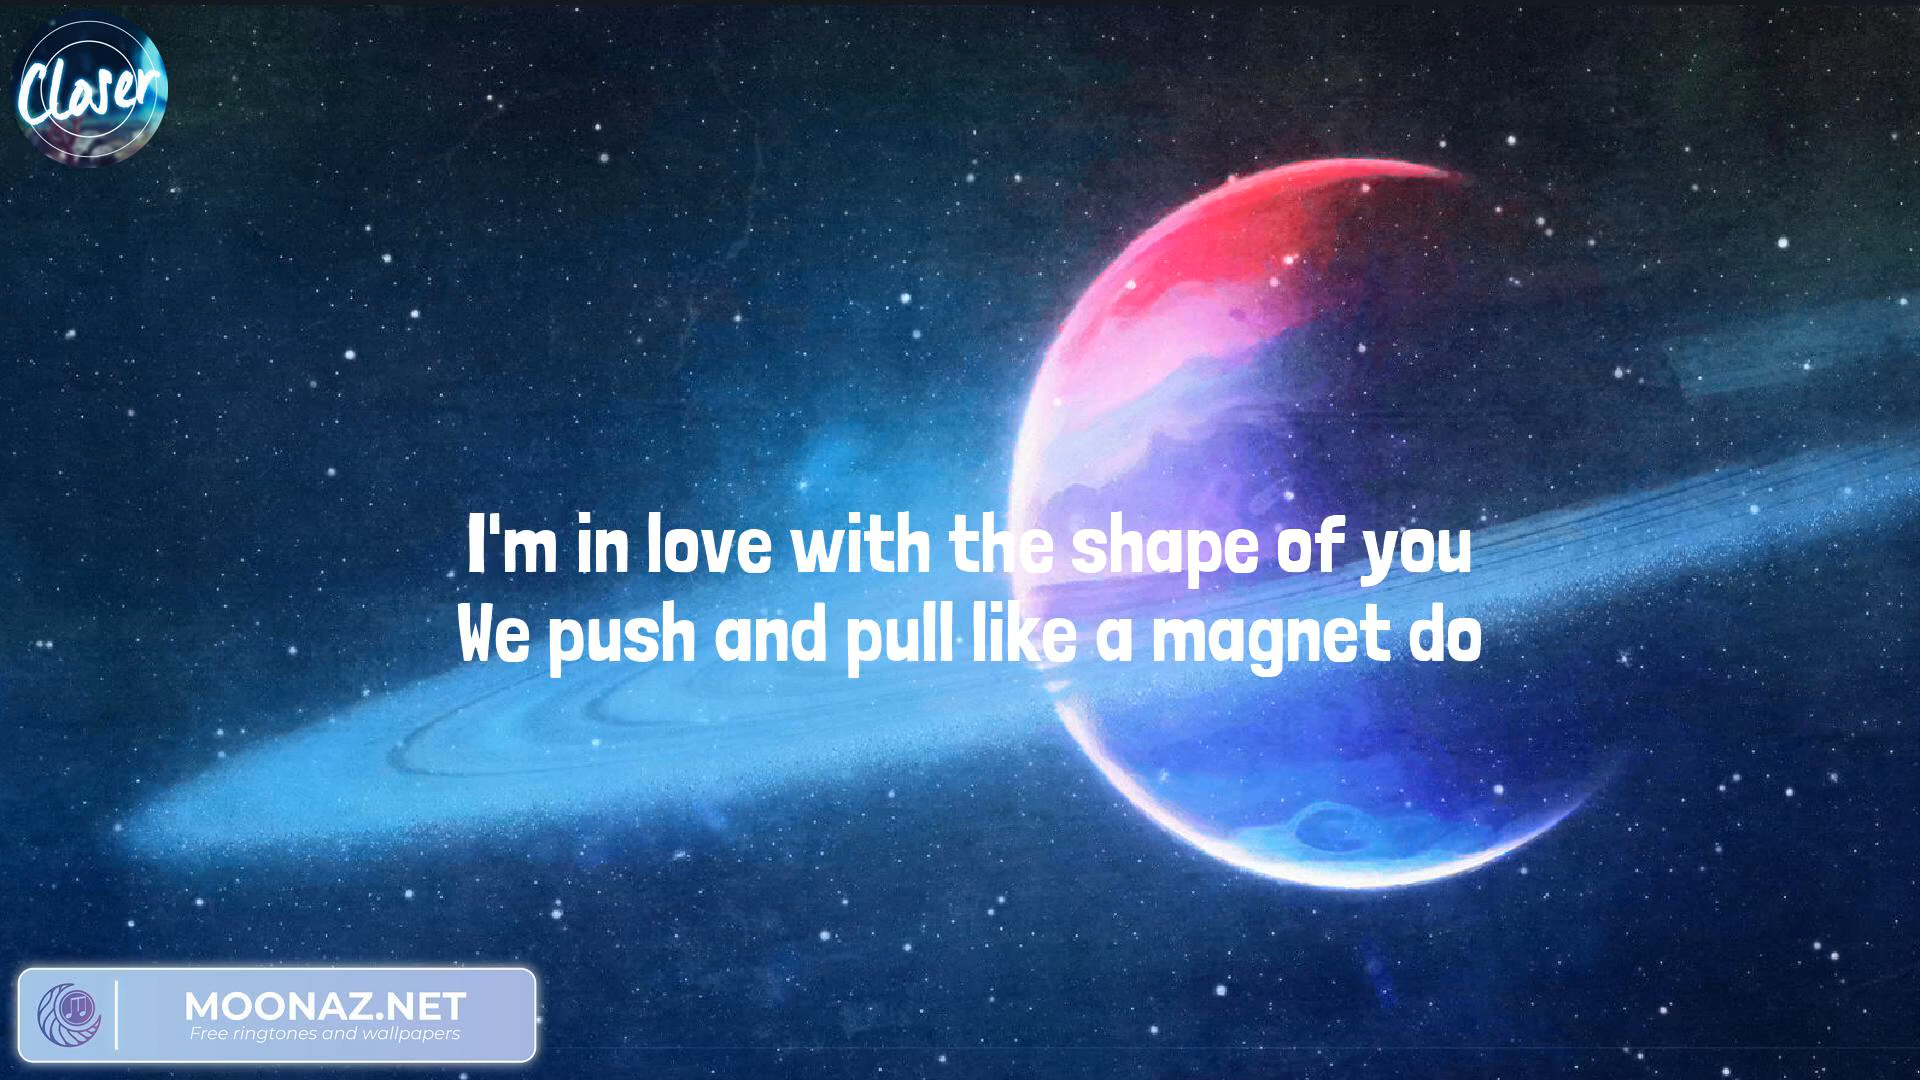 Closer
I'm in love with the shape of you
We push and pull like a magnet do
MOONAZ.NET
Free ringtones and wallpapers